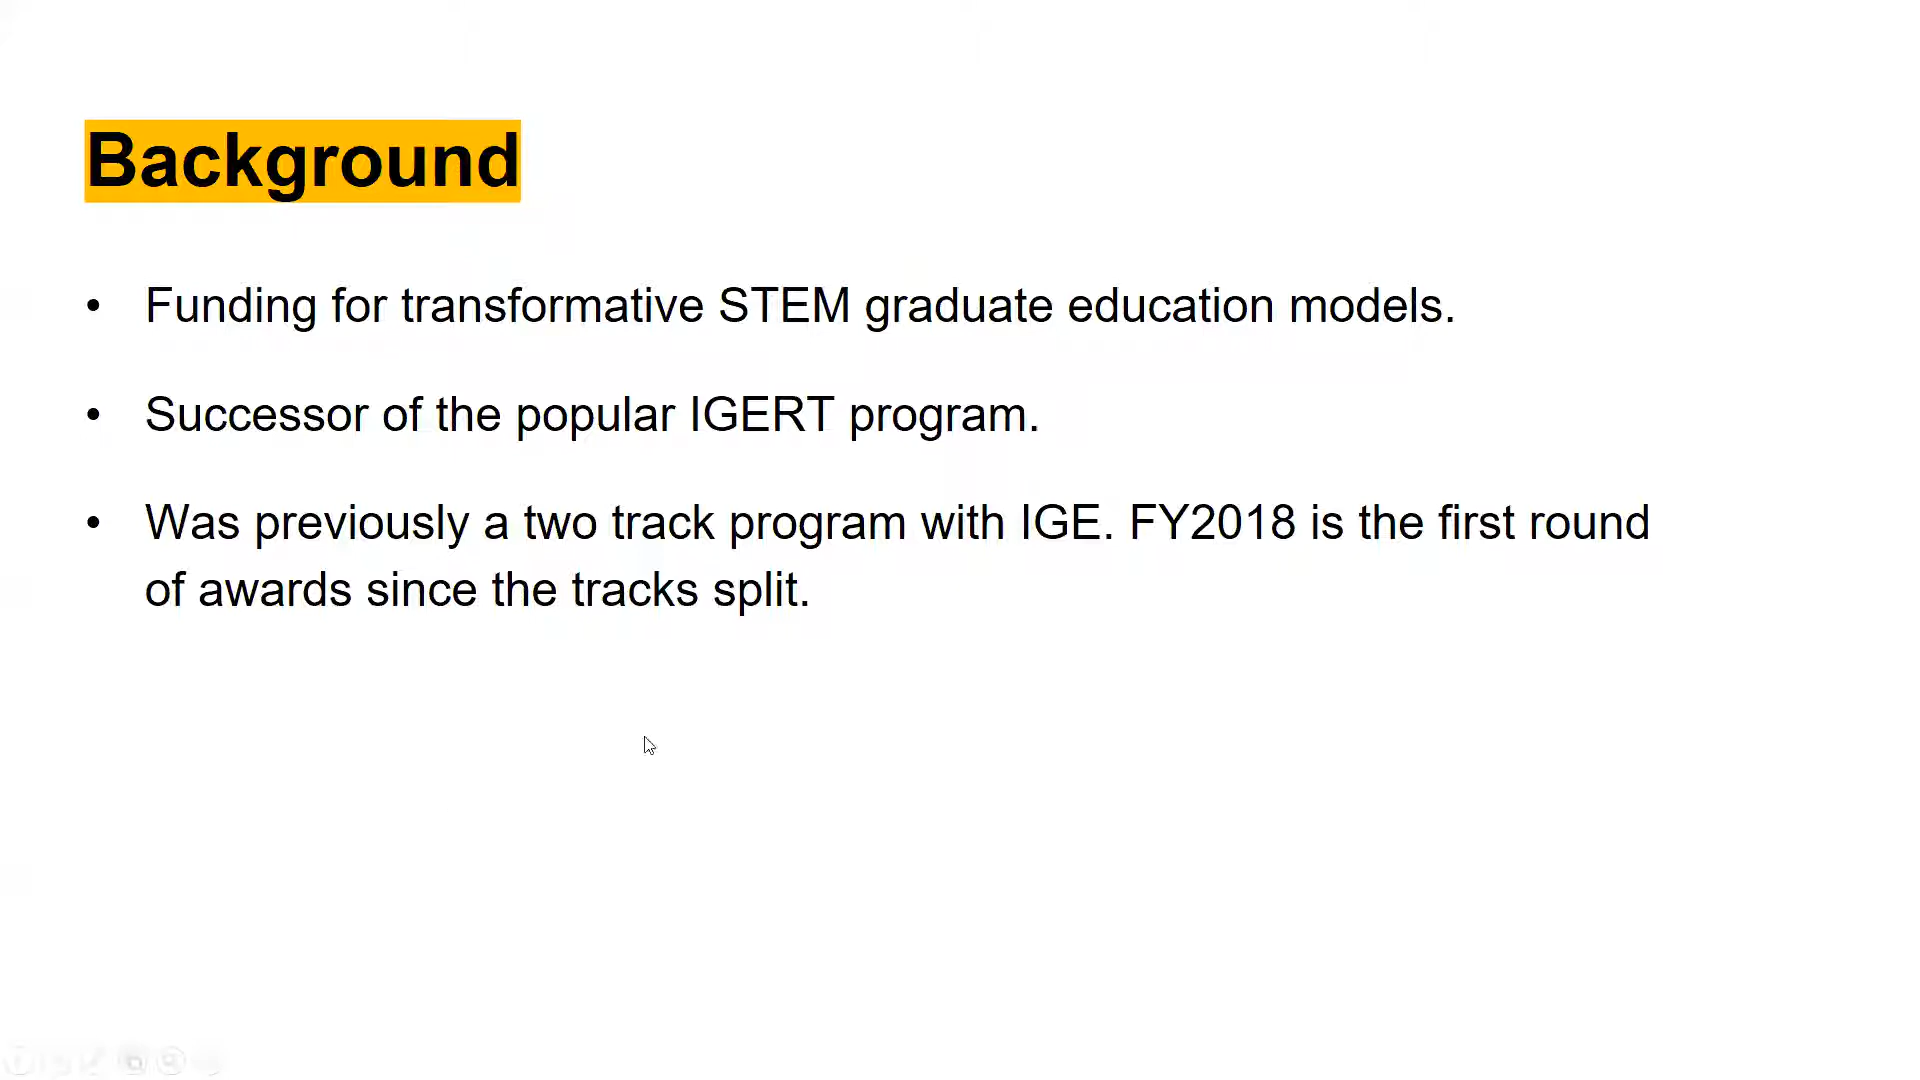 Background
• Funding for transformative STEM graduate education models.
• Successor of the popular IGERT program.
• Was previously a two track program with IGE. FY2018 is the first round
of awards since the tracks split.